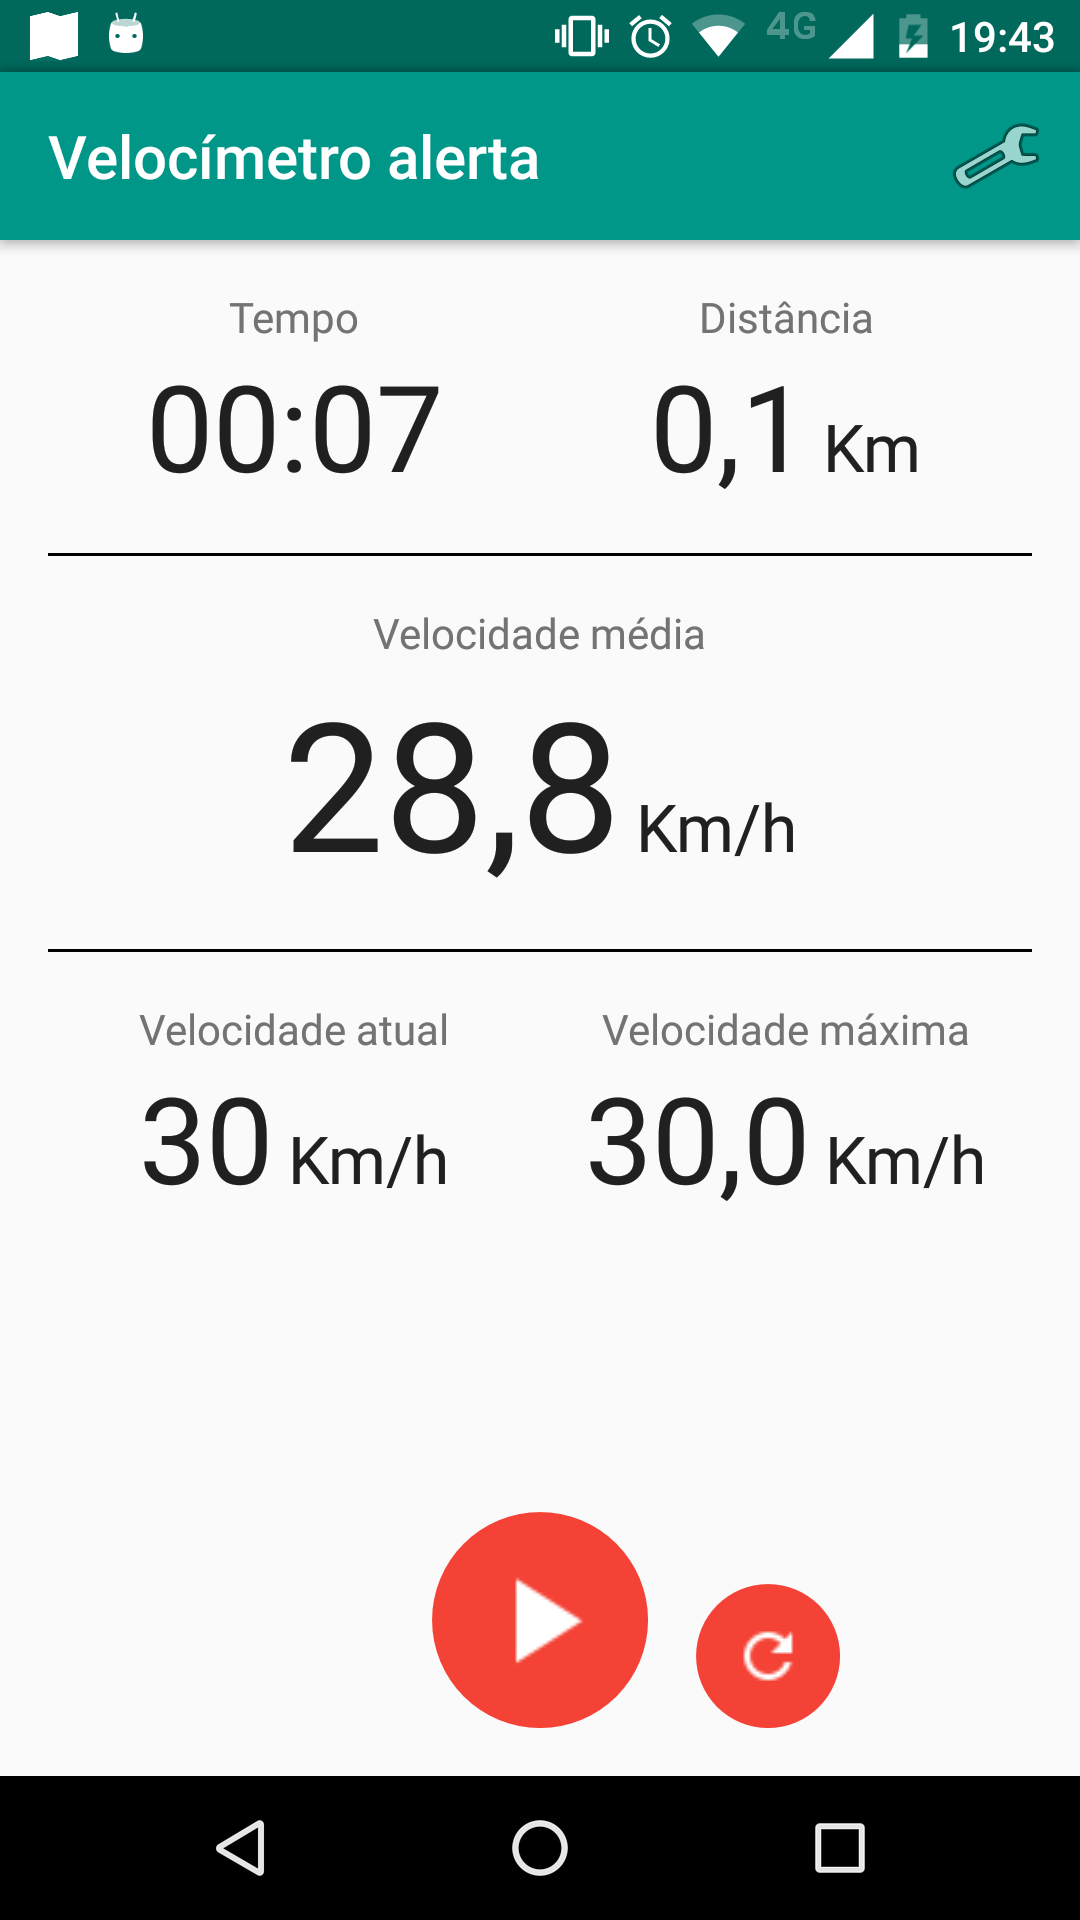 4G 19:43
Velocímetro alerta
Tempo Distância
00:07 0,1 Km
Velocidade média
28,8 Km/h
Velocidade atual Velocidade máxima
30 Km/h 30,0 Km/h